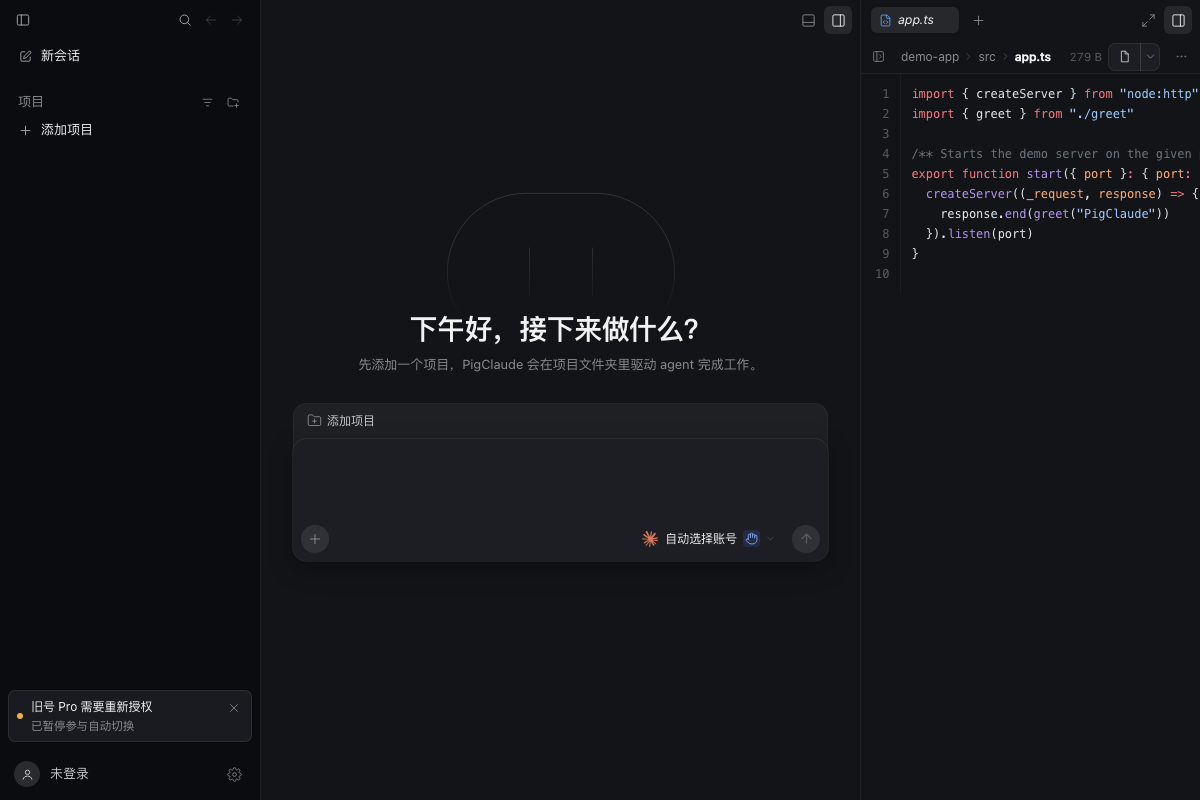 新会话
项目
添加项目
旧号 Pro 需要重新授权
已暂停参与自动切换
未登录
下午好，接下来做什么?
先添加一个项目，PigClaude 会在项目文件夹里驱动 agent 完成工作。
添加项目
自动选择账号
app.ts
demo-app src app.ts 279 B
1 import { createServer } from "node:http"
2 import { greet } from "./greet"
3
4 /** Starts the demo server on the given
5 export function start({ port }: { port:
6   createServer((_request, response) => {
7     response.end(greet("PigClaude"))
8   }).listen(port)
9 }
10